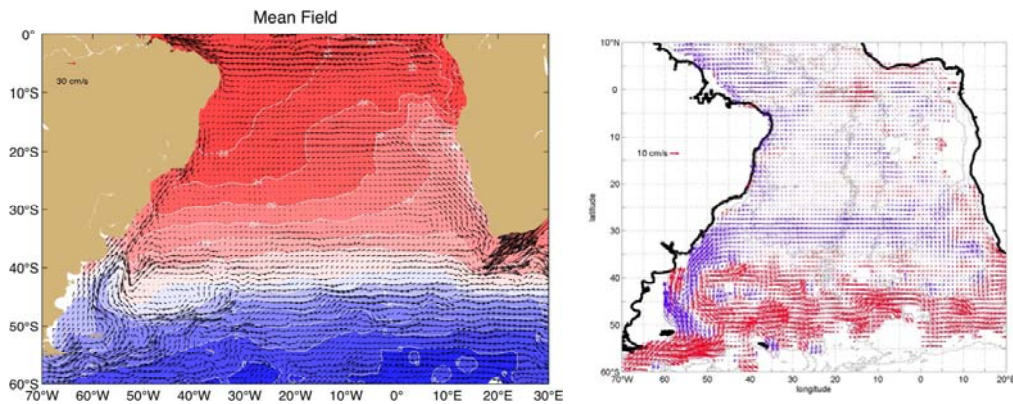 Mean Field
0°
10°S
20°S
30°S
40°S
50°S
60°S
30 cm/s
70°W 60°W 50°W 40°W 30°W 20°W 10°W 0° 10°E 20°E 30°E
10°N
0
10
20
30
40
50
60°S
latitude
10 cm/s
70°W 60 50 40 30 20 10 0 10 20°E
longitude